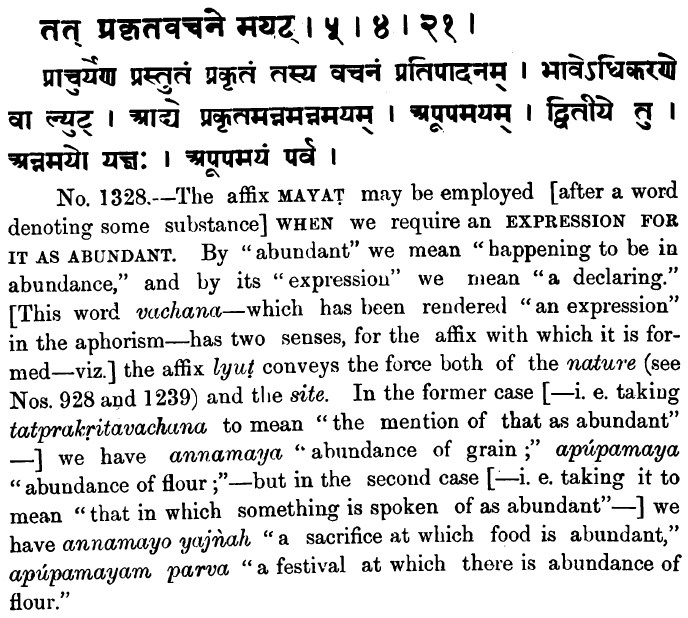 तत् प्रकृतवचने मयट् । ५ । ४ । २१ ।
प्राचुर्येण प्रस्तुतं प्रकृतं तस्य वचनं प्रतिपादनम् । भावेऽधिकरणे
वा ल्युट् । आद्ये प्रकृतमन्नमन्नमयम् । अपूपमयम् । द्वितीये तु ।
अन्नमयो यज्ञः । अपूपमयं पर्व ।
No. 1328.—The affix MAYAṬ may be employed [after a word
denoting some substance] WHEN we require an EXPRESSION FOR
IT AS ABUNDANT. By “abundant” we mean “happening to be in
abundance,” and by its “expression” we mean “a declaring.”
[This word vachana—which has been rendered “an expression”
in the aphorism—has two senses, for the affix with which it is for-
med—viz.] the affix lyuṭ conveys the force both of the nature (see
Nos. 928 and 1239) and the site. In the former case [—i. e. taking
tatprakṛitavachana to mean “the mention of that as abundant”
—] we have annamaya “abundance of grain ;” apúpamaya
“abundance of flour ;”—but in the second case [—i. e. taking it to
mean “that in which something is spoken of as abundant”—] we
have annamayo yajǹah “a sacrifice at which food is abundant,”
apúpamayam parva “a festival at which there is abundance of
flour.”